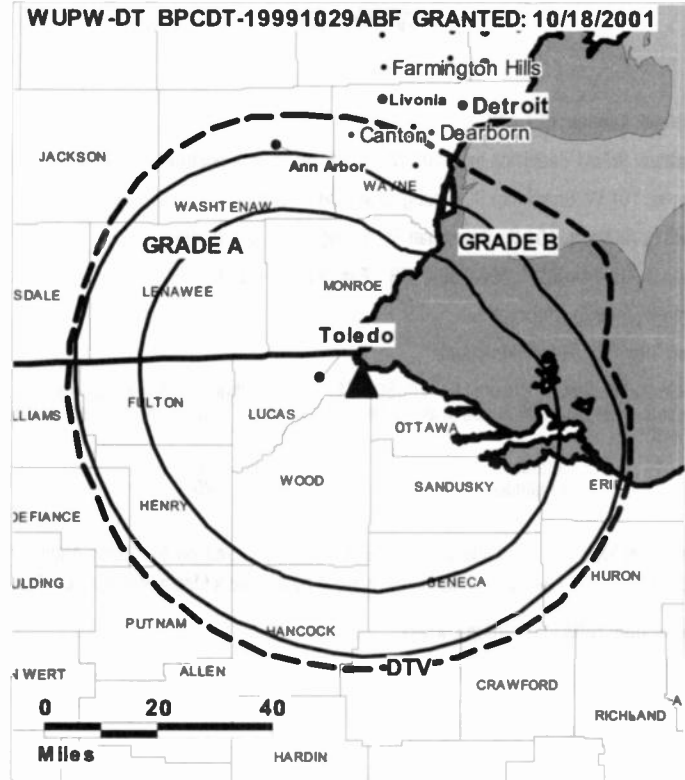 WUPW-DT BPCDT-19991029ABF GRANTED: 10/18/2001
Farmington Hills
Livonia
Detroit
Canton
Dearborn
JACKSON
Ann Arbor
WAYNE
WASHTENAW
GRADE A
GRADE B
SDALE
LENAWEE
MONROE
Toledo
LLIAMS
FULTON
LUCAS
OTTAWA
WOOD
SANDUSKY
ERIE
HENRY
DEFIANCE
SENECA
HURON
ULDING
PUTNAM
HANCOCK
N WERT
ALLEN
DTV
CRAWFORD
RICHLAND
A
0 20 40
Miles
HARDIN